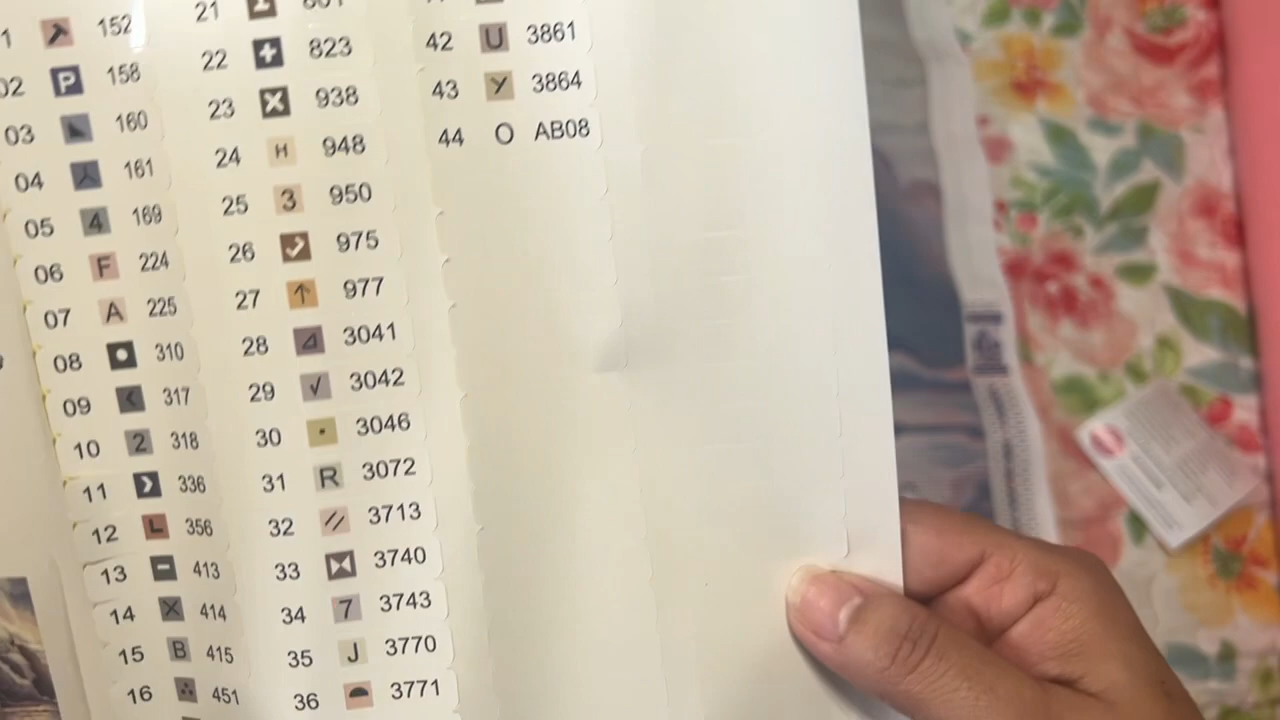 1 152
02 P 158
03 160
04 161
05 4 169
06 F 224
07 A 225
08 310
09 317
10 2 318
11 336
12 L 356
13 413
14 414
15 B 415
16 451
21
22 823
23 938
24 H 948
25 3 950
26 975
27 977
28 3041
29 3042
30 3046
31 R 3072
32 3713
33 3740
34 7 3743
35 J 3770
36 3771
42 U 3861
43 Y 3864
44 O AB08